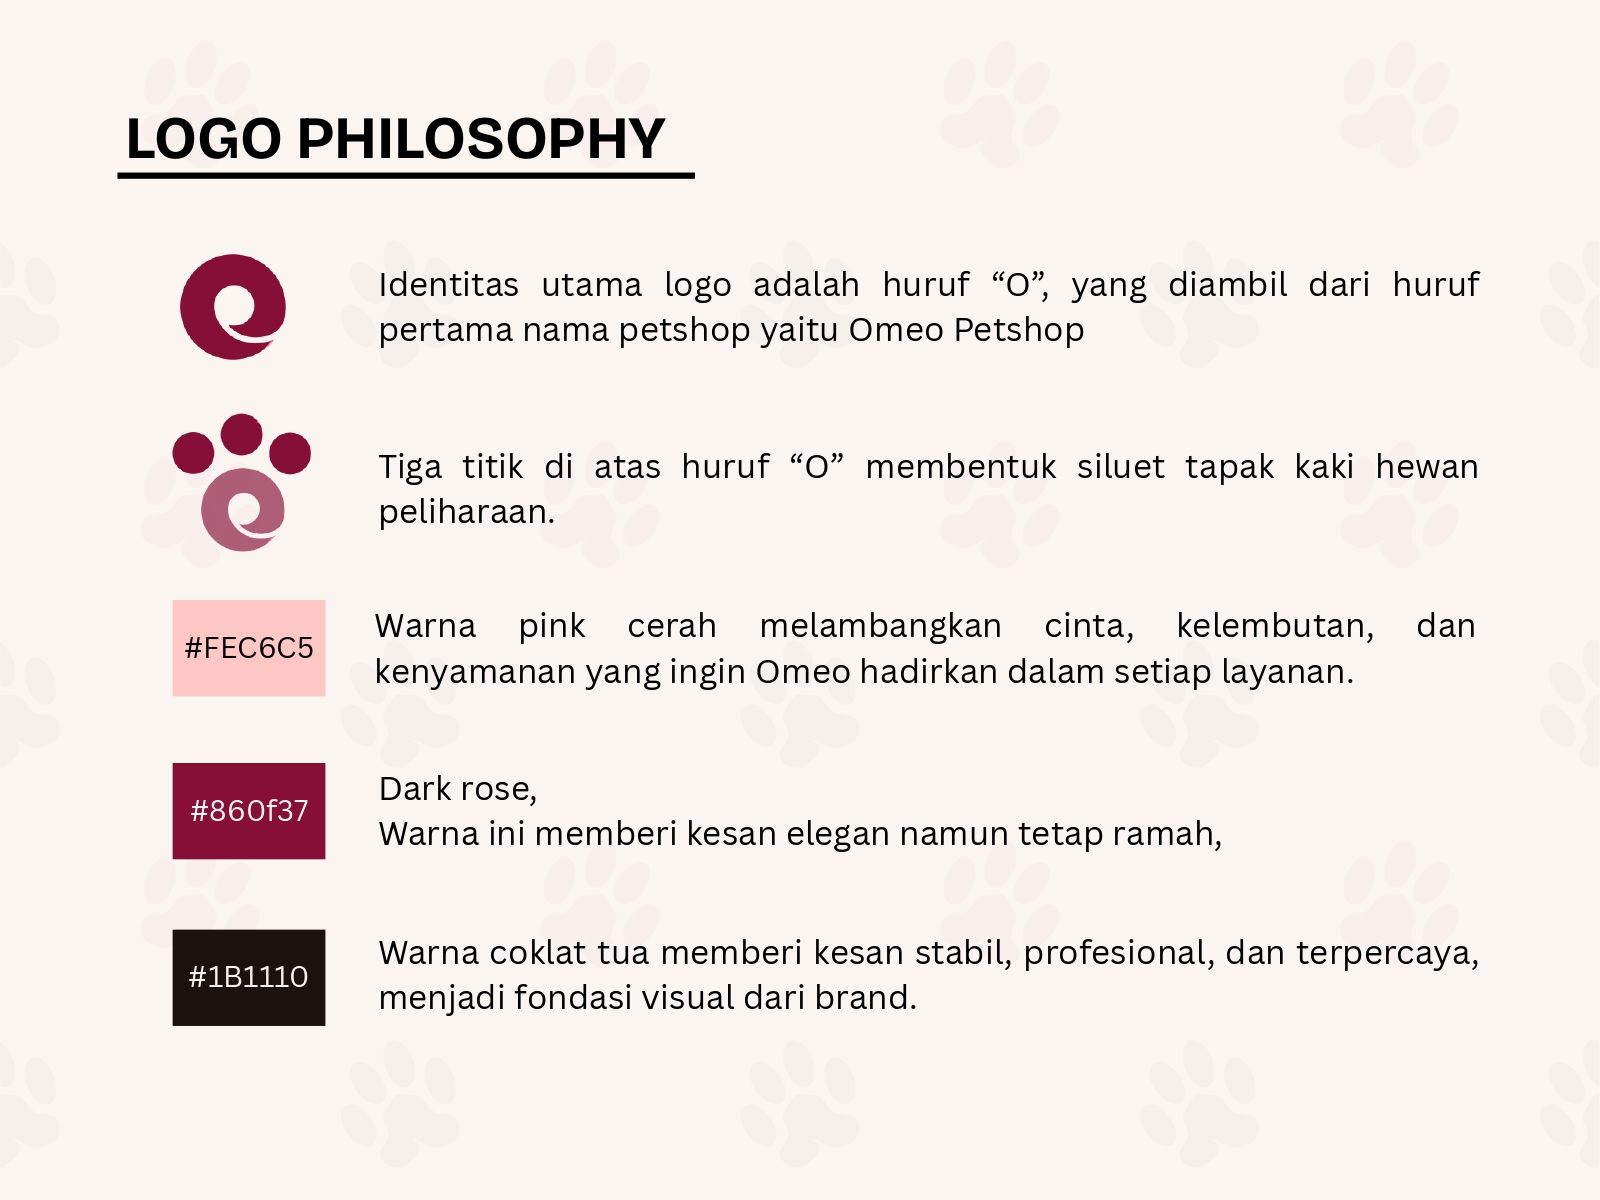 LOGO PHILOSOPHY
Identitas utama logo adalah huruf “O”, yang diambil dari huruf
pertama nama petshop yaitu Omeo Petshop
Tiga titik di atas huruf “O” membentuk siluet tapak kaki hewan
peliharaan.
#FEC6C5
Warna pink cerah melambangkan cinta, kelembutan, dan
kenyamanan yang ingin Omeo hadirkan dalam setiap layanan.
#860f37
Dark rose,
Warna ini memberi kesan elegan namun tetap ramah,
#1B1110
Warna coklat tua memberi kesan stabil, profesional, dan terpercaya,
menjadi fondasi visual dari brand.